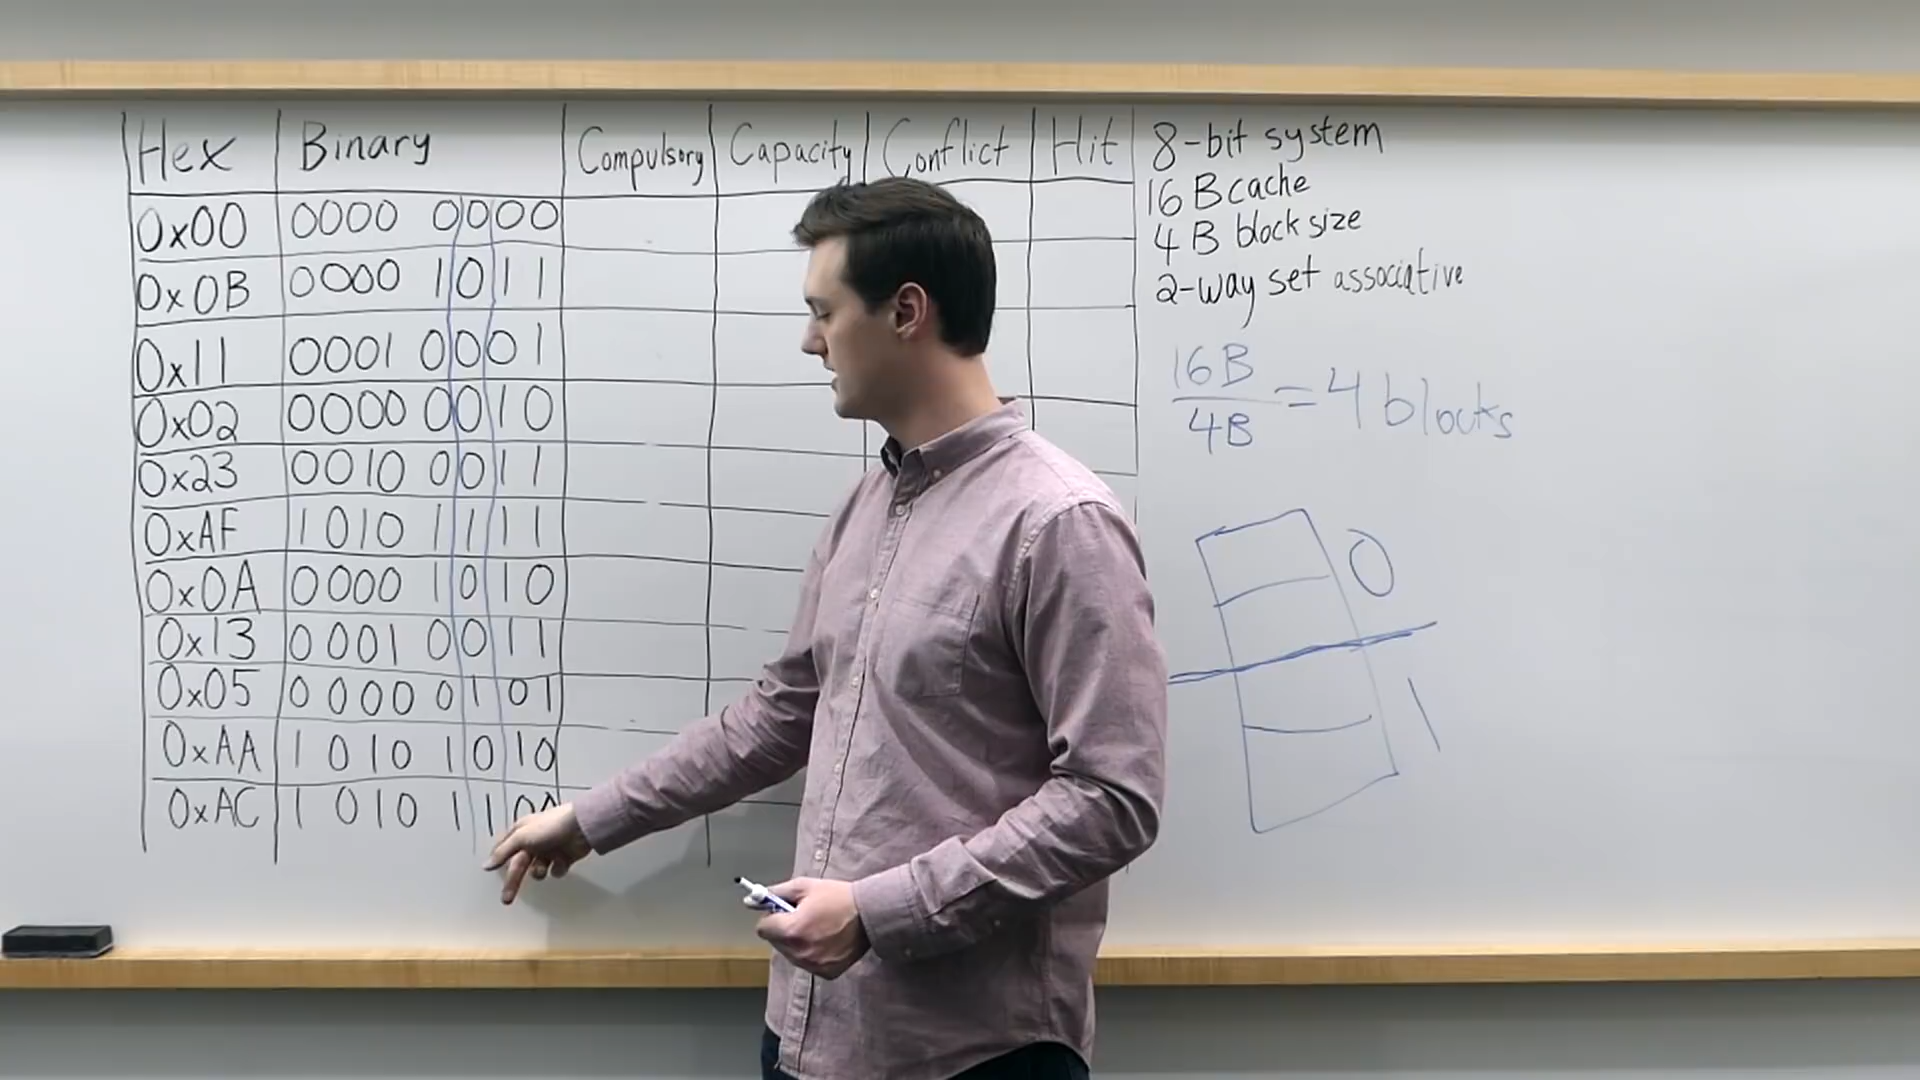 Hex Binary Compulsory Capacity Conflict Hit
0x00 0000 0000
0x0B 0000 1011
0x11 0001 0001
0x02 0000 0010
0x23 0010 0011
0xAF 1010 1111
0x0A 0000 1010
0x13 0001 0011
0x05 0000 0101
0xAA 1010 1010
0xAC 1010 1100
8-bit system
16 B cache
4 B block size
2-way set associative
16B
4B
=4 blocks
0
1